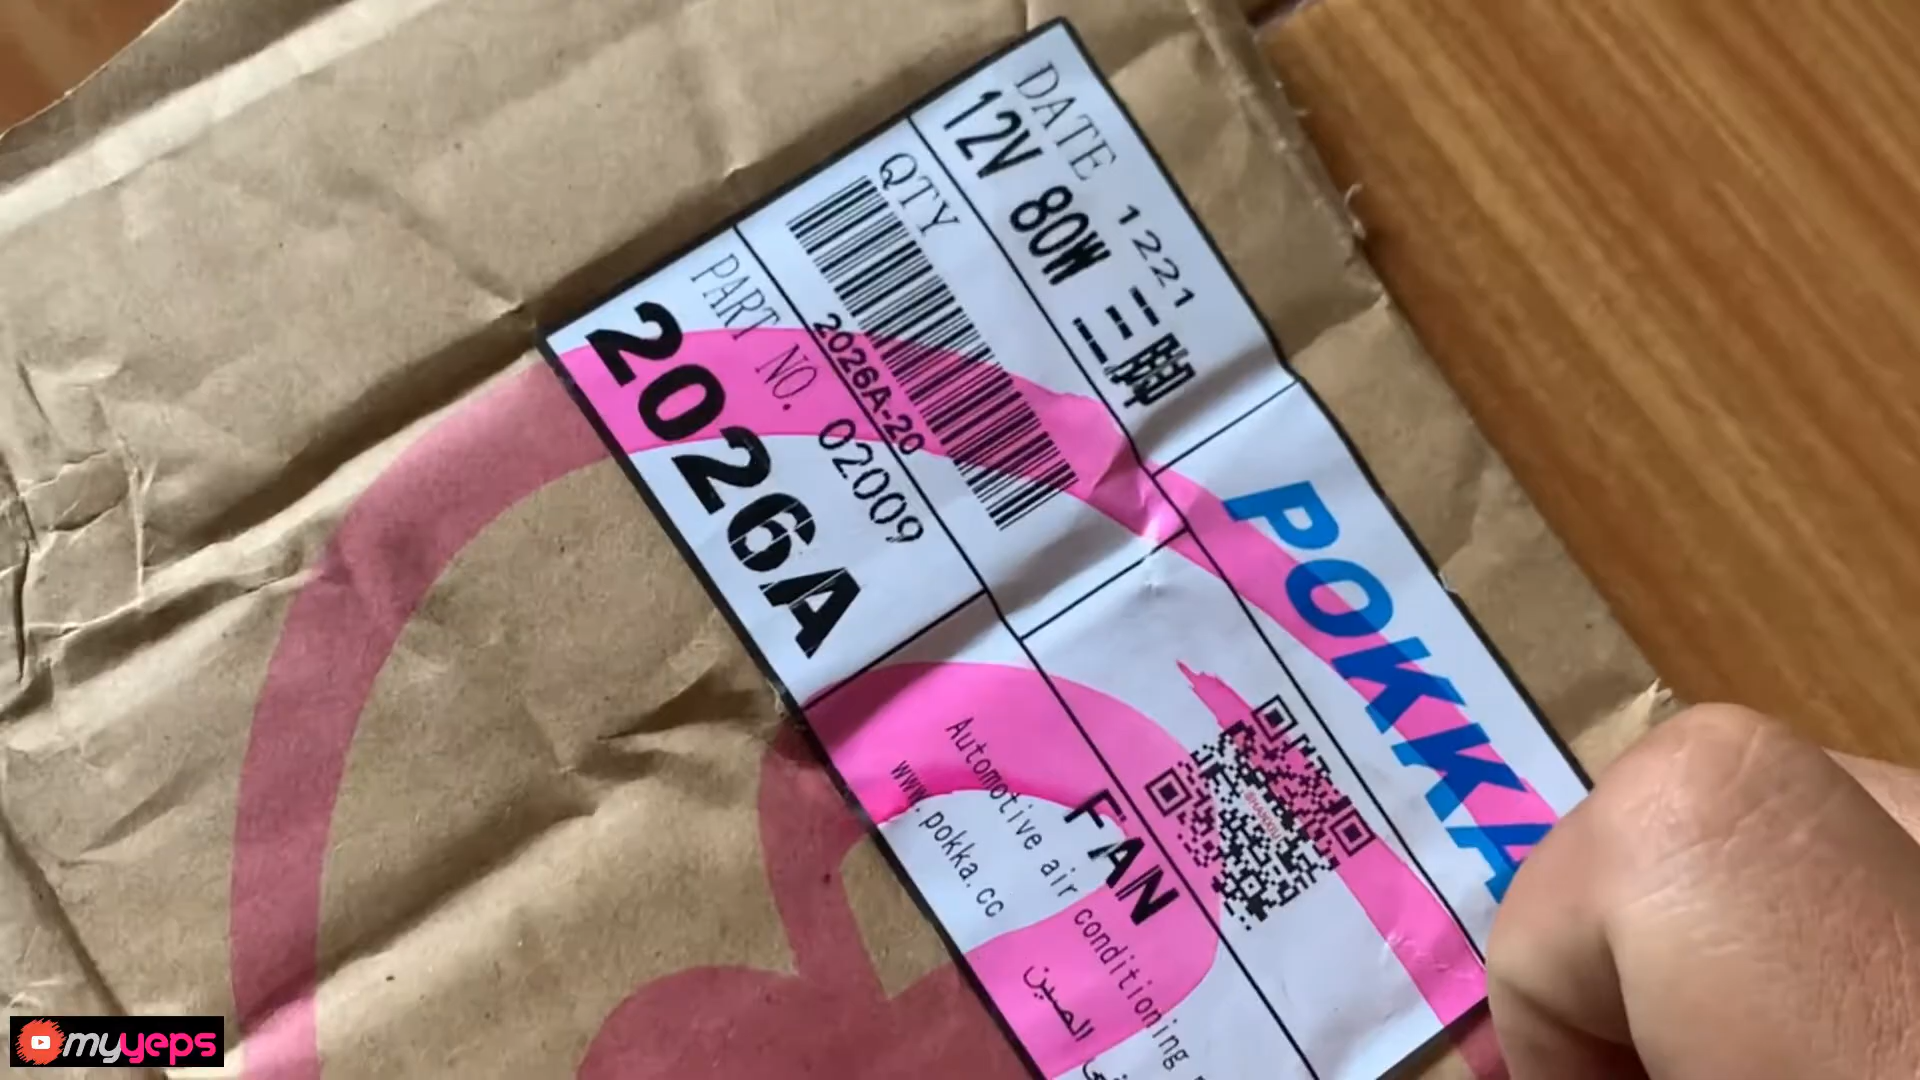 POKKA
DATE 1221
12V 80W 三脚
QTY
2026A-20
PART NO. 02009
2026A
SHAPOU
FAN
Automotive air conditioning
www.pokka.cc
الصين
myyeps